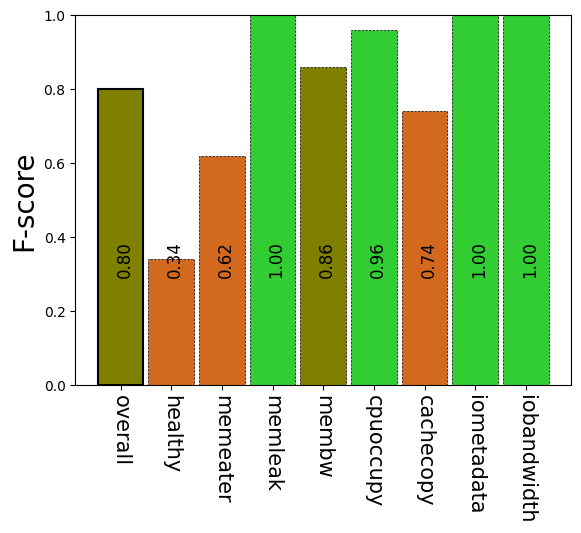 F-score
1.0
0.8
0.6
0.4
0.2
0.0
0.80
0.34
0.62
1.00
0.86
0.96
0.74
1.00
1.00
overall
healthy
memeater
memleak
membw
cpuoccupy
cachecopy
iometadata
iobandwidth